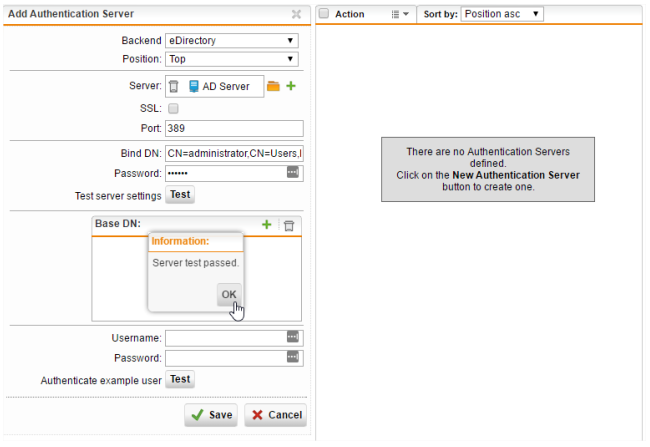 Add Authentication Server
Backend eDirectory
Position: Top
Server: AD Server
SSL:
Port: 389
Bind DN: CN=administrator,CN=Users,
Password: ••••••
Test server settings Test
Base DN:
Information:
Server test passed.
OK
Username:
Password:
Authenticate example user Test
Save Cancel
Action Sort by: Position asc
There are no Authentication Servers
defined.
Click on the New Authentication Server
button to create one.